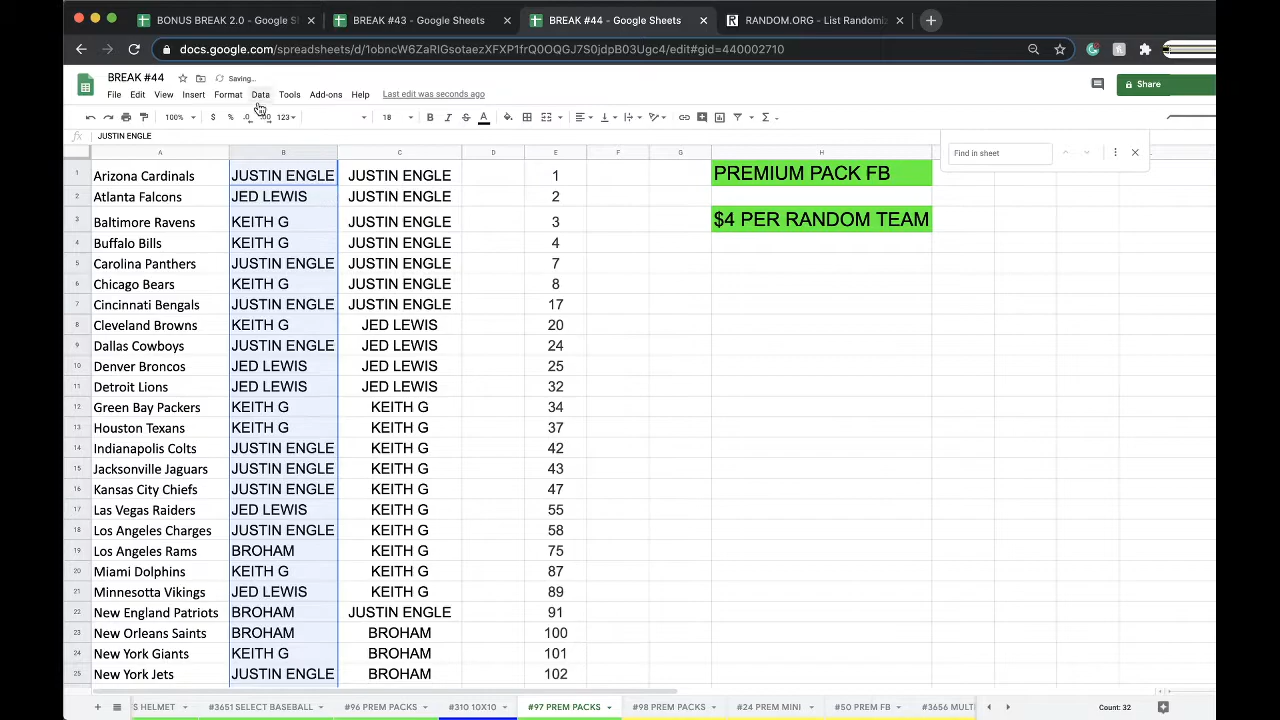 BONUS BREAK 2.0 - Google S
BREAK #43 - Google Sheets
BREAK #44 - Google Sheets
RANDOM.ORG - List Randomiz
docs.google.com/spreadsheets/d/1obncW6ZaRIGsotaezXFXP1frQ0OQGJ7S0jdpB03Ugc4/edit#gid=440002710
BREAK #44
Saving...
File Edit View Insert Format Data Tools Add-ons Help Last edit was seconds ago
Share
100% $ % .0 .00 123 18 B I S A
fx JUSTIN ENGLE
Find in sheet
A B C D E F G H
1 Arizona Cardinals JUSTIN ENGLE JUSTIN ENGLE 1 PREMIUM PACK FB
2 Atlanta Falcons JED LEWIS JUSTIN ENGLE 2
3 Baltimore Ravens KEITH G JUSTIN ENGLE 3 $4 PER RANDOM TEAM
4 Buffalo Bills KEITH G JUSTIN ENGLE 4
5 Carolina Panthers JUSTIN ENGLE JUSTIN ENGLE 7
6 Chicago Bears KEITH G JUSTIN ENGLE 8
7 Cincinnati Bengals JUSTIN ENGLE JUSTIN ENGLE 17
8 Cleveland Browns KEITH G JED LEWIS 20
9 Dallas Cowboys JUSTIN ENGLE JED LEWIS 24
10 Denver Broncos JED LEWIS JED LEWIS 25
11 Detroit Lions JED LEWIS JED LEWIS 32
12 Green Bay Packers KEITH G KEITH G 34
13 Houston Texans KEITH G KEITH G 37
14 Indianapolis Colts JUSTIN ENGLE KEITH G 42
15 Jacksonville Jaguars JUSTIN ENGLE KEITH G 43
16 Kansas City Chiefs JUSTIN ENGLE KEITH G 47
17 Las Vegas Raiders JED LEWIS KEITH G 55
18 Los Angeles Charges JUSTIN ENGLE KEITH G 58
19 Los Angeles Rams BROHAM KEITH G 75
20 Miami Dolphins KEITH G KEITH G 87
21 Minnesotta Vikings JED LEWIS KEITH G 89
22 New England Patriots BROHAM JUSTIN ENGLE 91
23 New Orleans Saints BROHAM BROHAM 100
24 New York Giants KEITH G BROHAM 101
25 New York Jets JUSTIN ENGLE BROHAM 102
S HELMET #3651 SELECT BASEBALL #96 PREM PACKS #310 10X10 #97 PREM PACKS #98 PREM PACKS #24 PREM MINI #50 PREM FB #3656 MULTI Count: 32